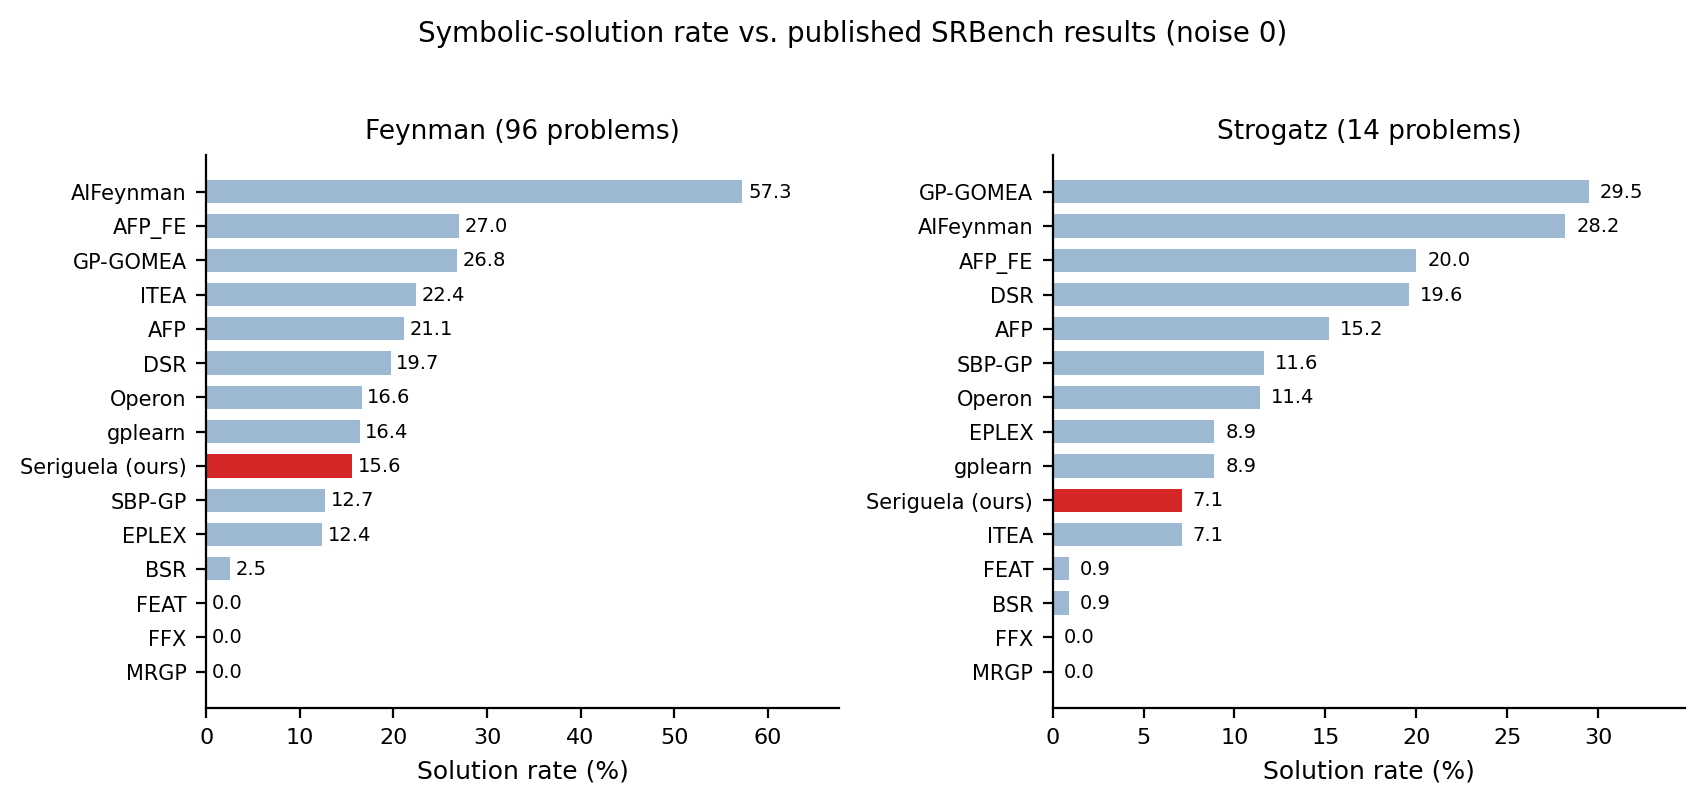 Symbolic-solution rate vs. published SRBench results (noise 0)
Feynman (96 problems)
AIFeynman 57.3
AFP_FE 27.0
GP-GOMEA 26.8
ITEA 22.4
AFP 21.1
DSR 19.7
Operon 16.6
gplearn 16.4
Seriguela (ours) 15.6
SBP-GP 12.7
EPLEX 12.4
BSR 2.5
FEAT 0.0
FFX 0.0
MRGP 0.0
0 10 20 30 40 50 60
Solution rate (%)
Strogatz (14 problems)
GP-GOMEA 29.5
AIFeynman 28.2
AFP_FE 20.0
DSR 19.6
AFP 15.2
SBP-GP 11.6
Operon 11.4
EPLEX 8.9
gplearn 8.9
Seriguela (ours) 7.1
ITEA 7.1
FEAT 0.9
BSR 0.9
FFX 0.0
MRGP 0.0
0 5 10 15 20 25 30
Solution rate (%)